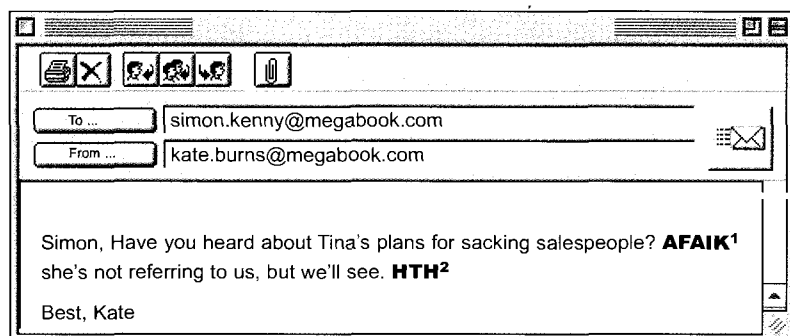 To ...
simon.kenny@megabook.com
From ...
kate.burns@megabook.com
Simon, Have you heard about Tina's plans for sacking salespeople? AFAIK¹
she's not referring to us, but we'll see. HTH²
Best, Kate